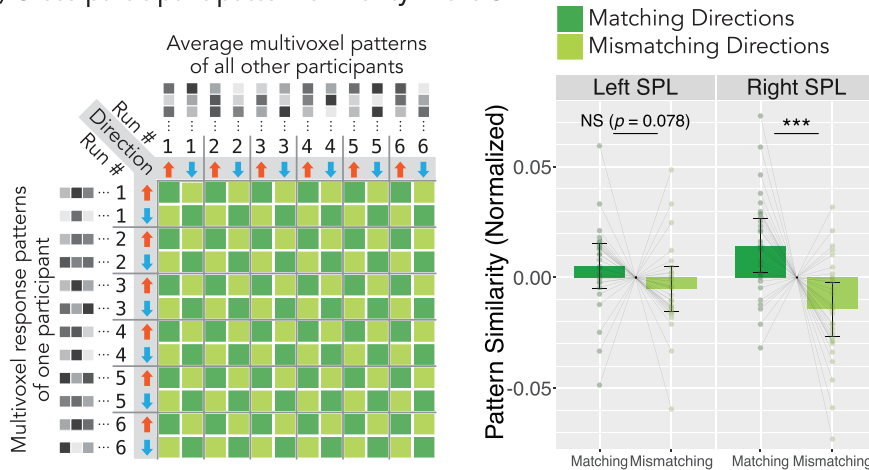 Matching Directions
Mismatching Directions
Average multivoxel patterns
of all other participants
Run #
Direction
Run #
1 1 2 2 3 3 4 4 5 5 6 6
Multivoxel response patterns
of one participant
1
1
2
2
3
3
4
4
5
5
6
6
Left SPL
Right SPL
NS (p = 0.078)
***
Pattern Similarity (Normalized)
0.05
0.00
-0.05
Matching Mismatching
Matching Mismatching